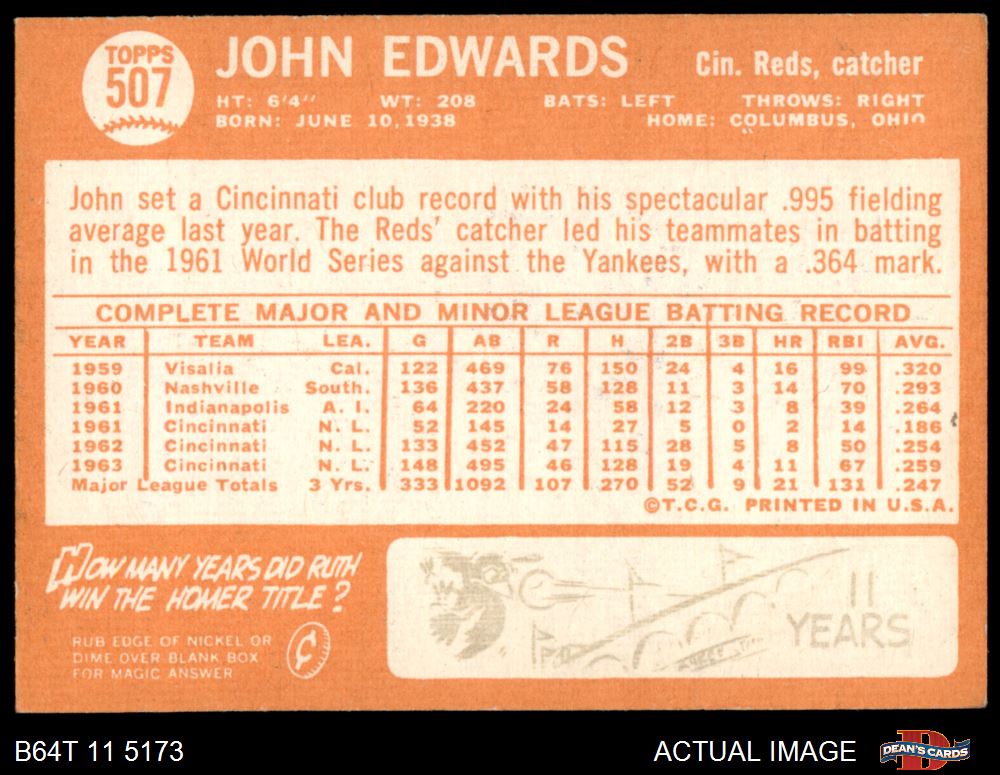 TOPPS
507
JOHN EDWARDS
Cin. Reds, catcher
HT: 6'4" WT: 208 BATS: LEFT THROWS: RIGHT
BORN: JUNE 10, 1938 HOME: COLUMBUS, OHIO
John set a Cincinnati club record with his spectacular .995 fielding
average last year. The Reds' catcher led his teammates in batting
in the 1961 World Series against the Yankees, with a .364 mark.
COMPLETE MAJOR AND MINOR LEAGUE BATTING RECORD
YEAR TEAM LEA. G AB R H 2B 3B HR RBI AVG.
1959 Visalia Cal. 122 469 76 150 24 4 16 99 .320
1960 Nashville South. 136 437 58 128 11 3 14 70 .293
1961 Indianapolis A. I. 64 220 24 58 12 3 8 39 .264
1961 Cincinnati N. L. 52 145 14 27 5 0 2 14 .186
1962 Cincinnati N. L. 133 452 47 115 28 5 8 50 .254
1963 Cincinnati N. L. 148 495 46 128 19 4 11 67 .259
Major League Totals 3 Yrs. 333 1092 107 270 52 9 21 131 .247
©T.C.G. PRINTED IN U.S.A.
HOW MANY YEARS DID RUTH
WIN THE HOMER TITLE?
RUB EDGE OF NICKEL OR
DIME OVER BLANK BOX
FOR MAGIC ANSWER
11
YEARS
B64T 11 5173
ACTUAL IMAGE
D
DEAN'S CARDS